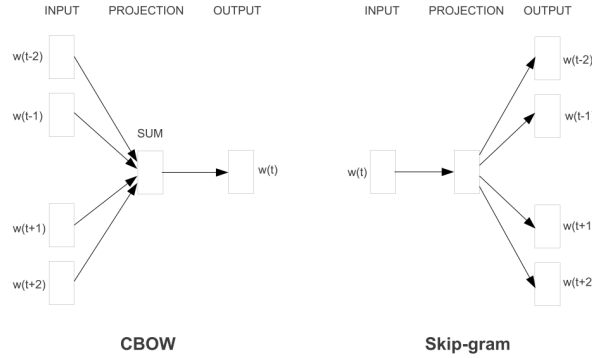 INPUT PROJECTION OUTPUT
w(t-2)
w(t-1)
SUM
w(t)
w(t+1)
w(t+2)
CBOW
INPUT PROJECTION OUTPUT
w(t-2)
w(t-1
w(t)
w(t+1
w(t+2
Skip-gram